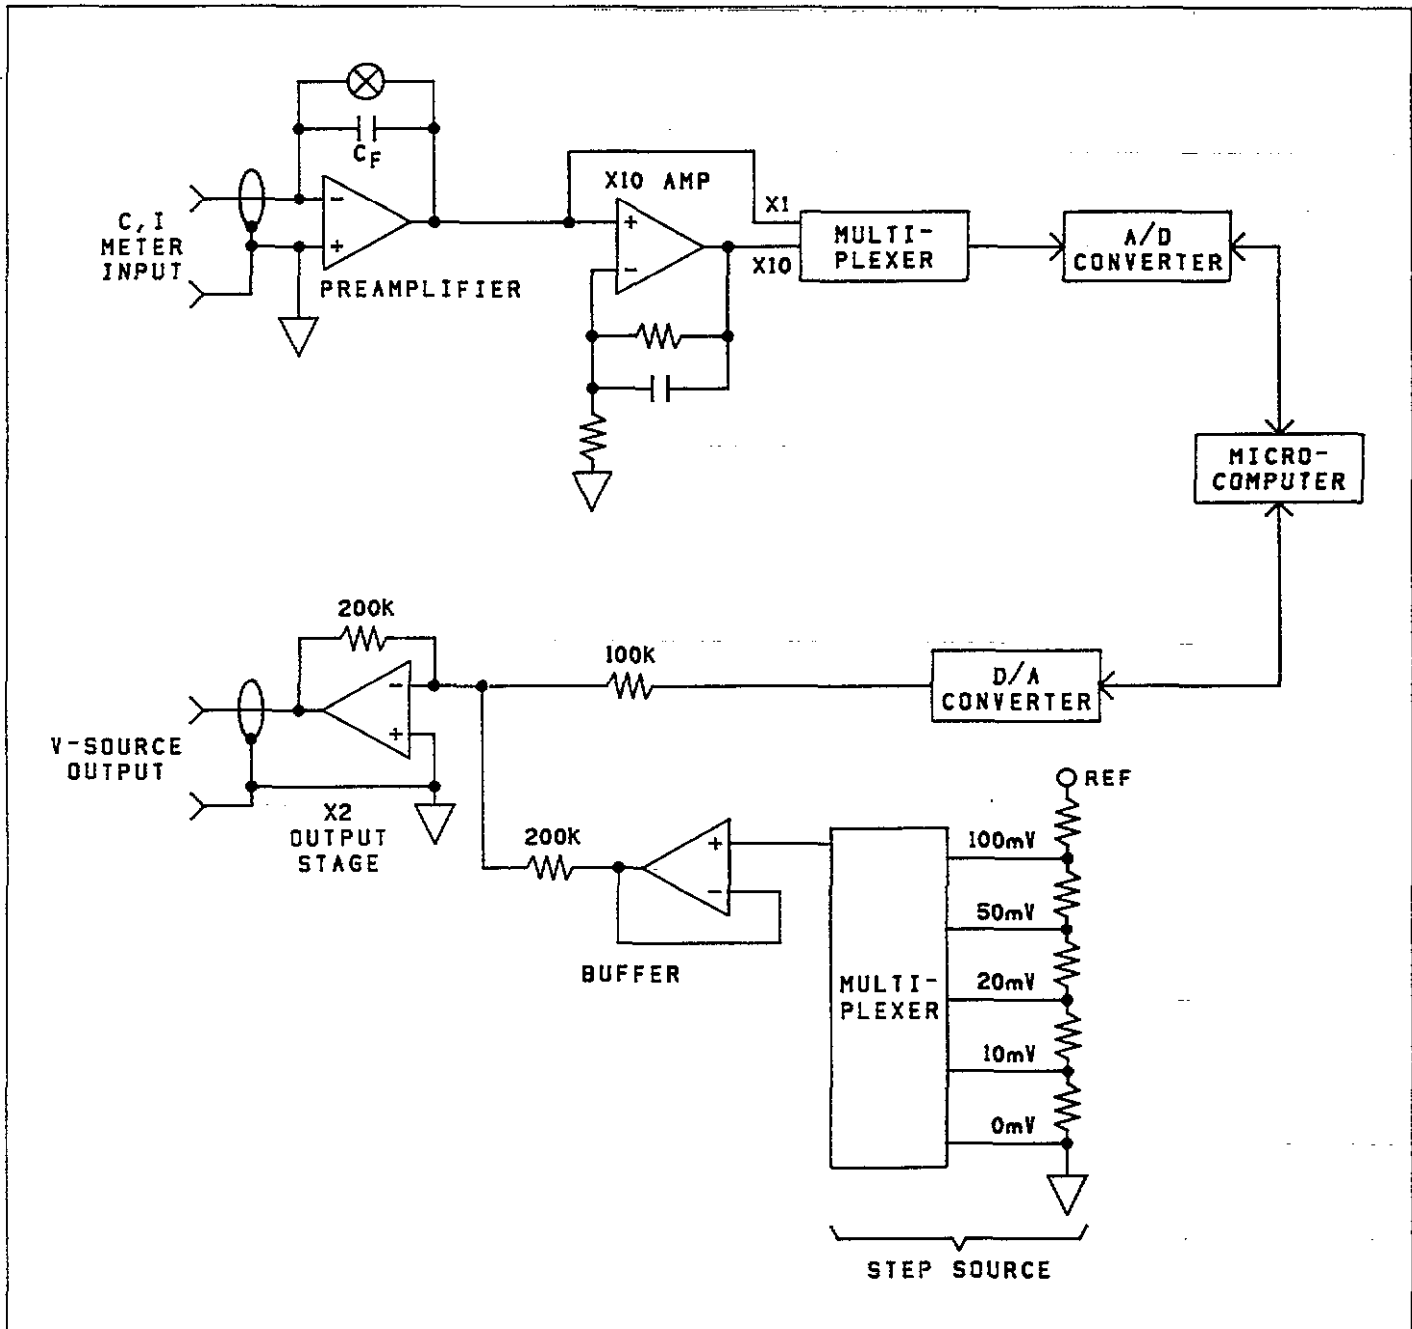 C, I
METER
INPUT
C F
PREAMPLIFIER
X10 AMP
X1
X10
MULTI-
PLEXER
A/D
CONVERTER
MICRO-
COMPUTER
200K
100K
D/A
CONVERTER
V-SOURCE
OUTPUT
X2
OUTPUT
STAGE
200K
BUFFER
MULTI-
PLEXER
REF
100mV
50mV
20mV
10mV
0mV
STEP SOURCE